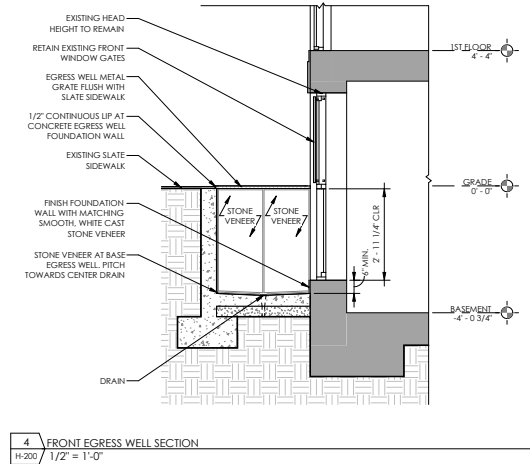 EXISTING HEAD
HEIGHT TO REMAIN
RETAIN EXISTING FRONT
WINDOW GATES
EGRESS WELL METAL
GRATE FLUSH WITH
SLATE SIDEWALK
1/2" CONTINUOUS LIP AT
CONCRETE EGRESS WELL
FOUNDATION WALL
EXISTING SLATE
SIDEWALK
FINISH FOUNDATION
WALL WITH MATCHING
SMOOTH, WHITE CAST
STONE VENEER
STONE VENEER AT BASE
EGRESS WELL. PITCH
TOWARDS CENTER DRAIN
DRAIN
STONE
VENEER
STONE
VENEER
6" MIN.
2' - 11 1/4" CLR
1ST FLOOR
4' - 4"
GRADE
0' - 0"
BASEMENT
-4' - 0 3/4"
4 FRONT EGRESS WELL SECTION
H-200 1/2" = 1'-0"